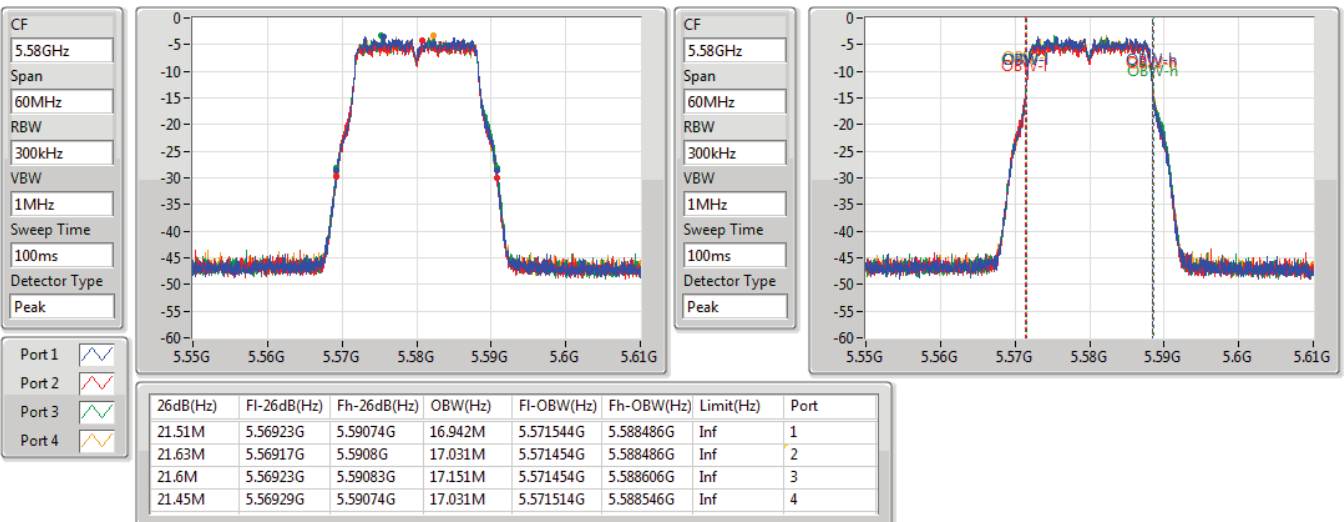 CF
5.58GHz
Span
60MHz
RBW
300kHz
VBW
1MHz
Sweep Time
100ms
Detector Type
Peak
0
-5
-10
-15
-20
-25
-30
-35
-40
-45
-50
-55
-60
5.55G 5.56G 5.57G 5.58G 5.59G 5.6G 5.61G
CF
5.58GHz
Span
60MHz
RBW
300kHz
VBW
1MHz
Sweep Time
100ms
Detector Type
Peak
0
-5
-10
-15
-20
-25
-30
-35
-40
-45
-50
-55
-60
OBW-l OBW-h
OBW-l OBW-h
5.55G 5.56G 5.57G 5.58G 5.59G 5.6G 5.61G
Port 1
Port 2
Port 3
Port 4
26dB(Hz) Fl-26dB(Hz) Fh-26dB(Hz) OBW(Hz) Fl-OBW(Hz) Fh-OBW(Hz) Limit(Hz) Port
21.51M 5.56923G 5.59074G 16.942M 5.571544G 5.588486G Inf 1
21.63M 5.56917G 5.5908G 17.031M 5.571454G 5.588486G Inf 2
21.6M 5.56923G 5.59083G 17.151M 5.571454G 5.588606G Inf 3
21.45M 5.56929G 5.59074G 17.031M 5.571514G 5.588546G Inf 4